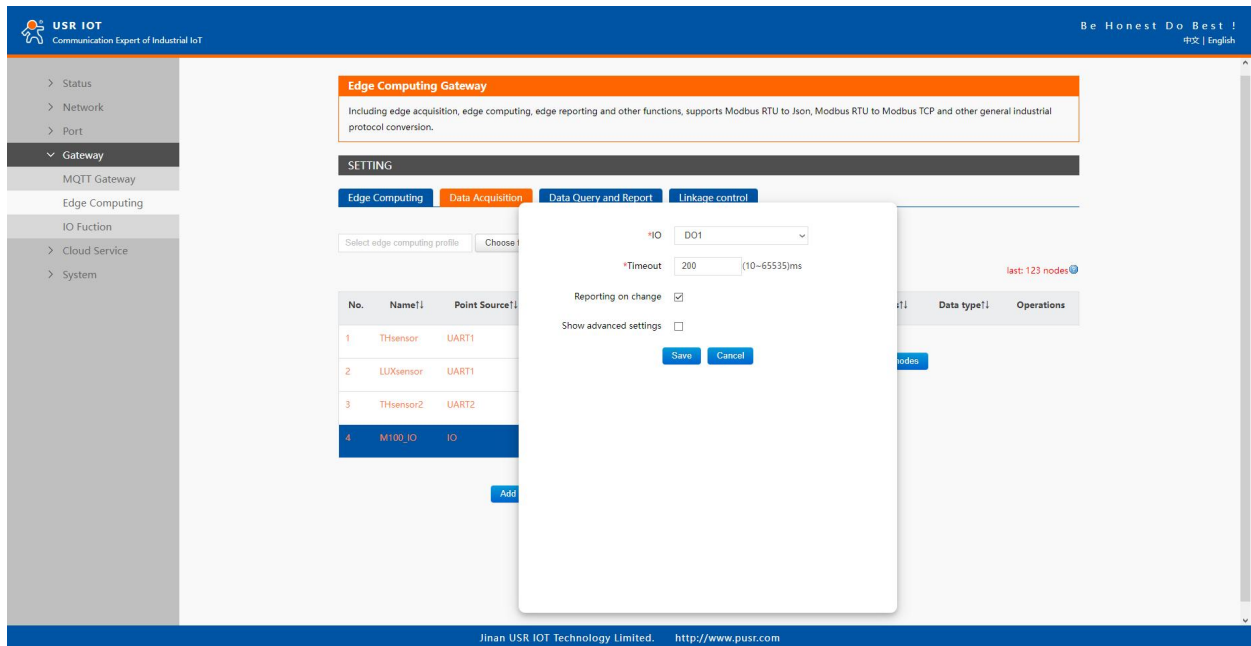 USR IOT
Communication Expert of Industrial IoT
Be Honest Do Best !
中文 | English
Status
Network
Port
Gateway
MQTT Gateway
Edge Computing
IO Fuction
Cloud Service
System
Edge Computing Gateway
Including edge acquisition, edge computing, edge reporting and other functions, supports Modbus RTU to Json, Modbus RTU to Modbus TCP and other general industrial
protocol conversion.
SETTING
Edge Computing Data Acquisition Data Query and Report Linkage control
Select edge computing profile Choose
last: 123 nodes
No. Name↑↓ Point Source↑↓ Data type↑↓ Operations
1 THsensor UART1
2 LUXsensor UART1
nodes
3 THsensor2 UART2
4 M100_IO IO
Add
*IO DO1
*Timeout 200 (10~65535)ms
Reporting on change
Show advanced settings
Save Cancel
Jinan USR IOT Technology Limited. http://www.pusr.com